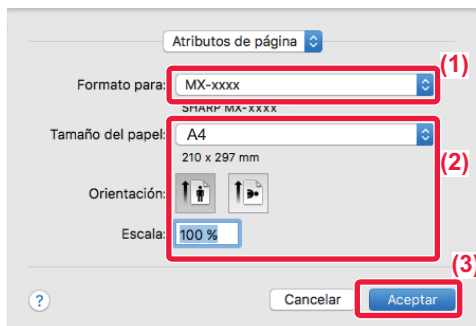 Atributos de página
(1)
Formato para: MX-xxxx
SHARP MX-xxxx
Tamaño del papel: A4
210 x 297 mm
(2)
Orientación:
Escala: 100 %
(3)
? Cancelar Aceptar